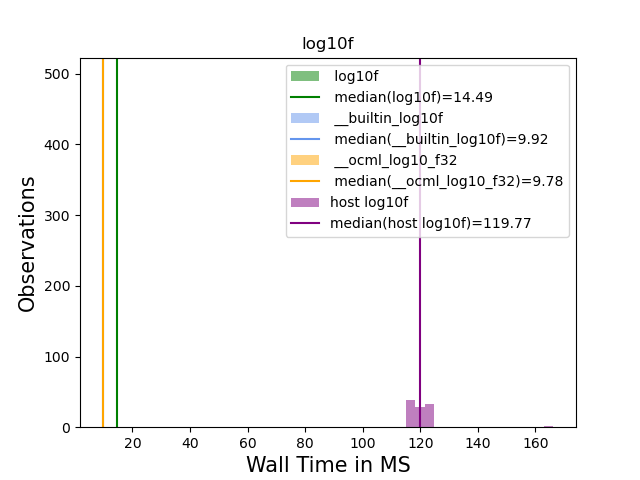 log10f
Observations
500
400
300
200
100
0
log10f
median(log10f)=14.49
__builtin_log10f
median(__builtin_log10f)=9.92
__ocml_log10_f32
median(__ocml_log10_f32)=9.78
host log10f
median(host log10f)=119.77
20 40 60 80 100 120 140 160
Wall Time in MS